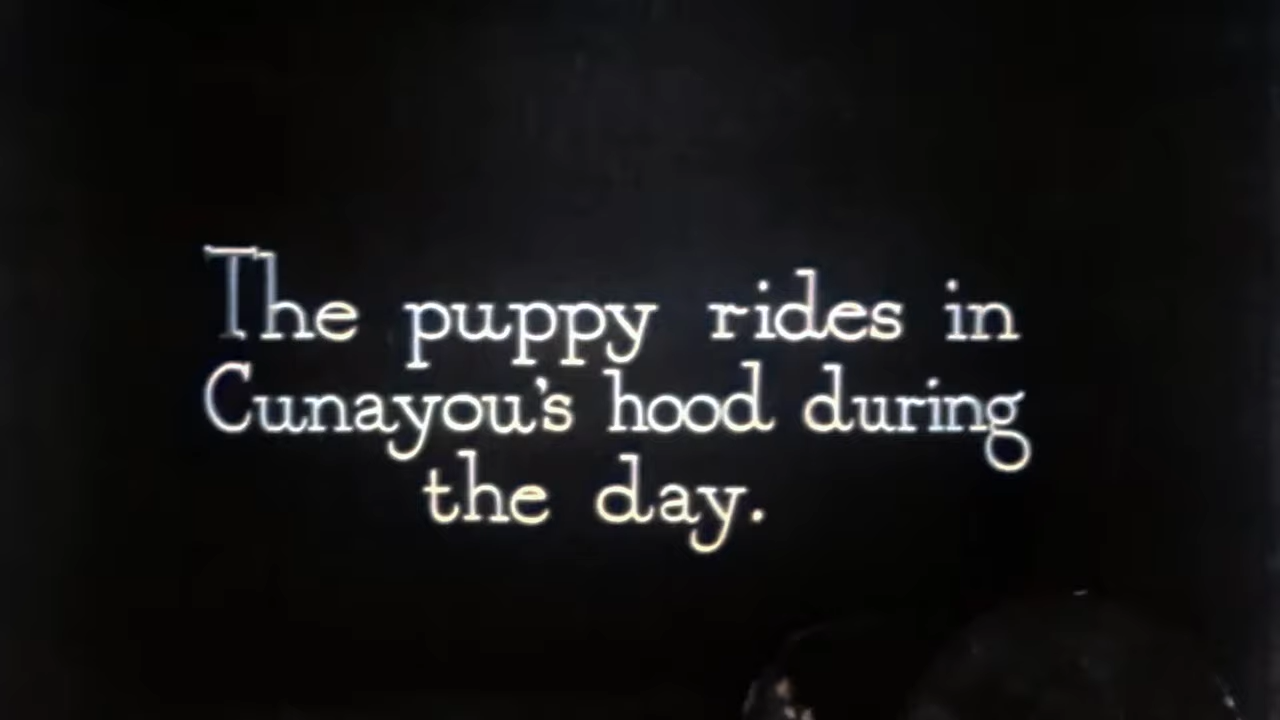 The puppy rides in
Cunayou's hood during
the day.